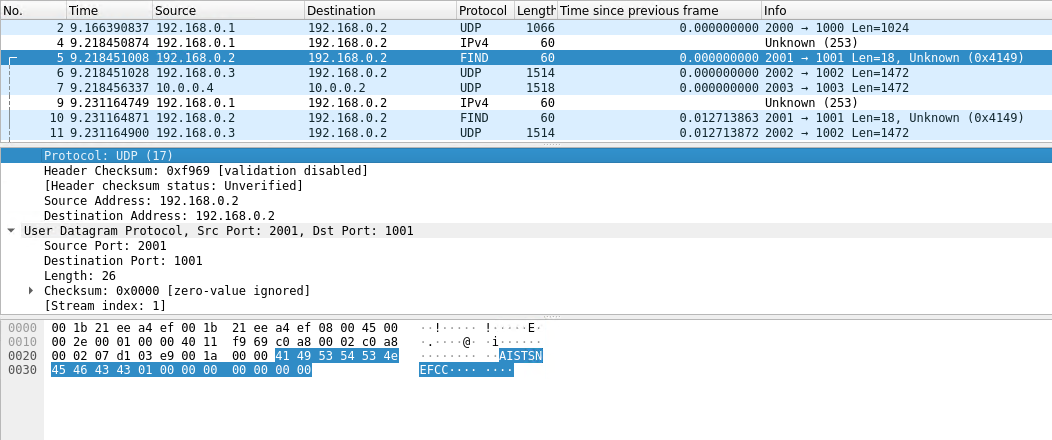 No. Time Source Destination Protocol Length Time since previous frame Info
2 9.166390837 192.168.0.1 192.168.0.2 UDP 1066 0.000000000 2000 → 1000 Len=1024
4 9.218450874 192.168.0.1 192.168.0.2 IPv4 60 Unknown (253)
5 9.218451008 192.168.0.2 192.168.0.2 FIND 60 0.000000000 2001 → 1001 Len=18, Unknown (0x4149)
6 9.218451028 192.168.0.3 192.168.0.2 UDP 1514 0.000000000 2002 → 1002 Len=1472
7 9.218456337 10.0.0.4 10.0.0.2 UDP 1518 0.000000000 2003 → 1003 Len=1472
9 9.231164749 192.168.0.1 192.168.0.2 IPv4 60 Unknown (253)
10 9.231164871 192.168.0.2 192.168.0.2 FIND 60 0.012713863 2001 → 1001 Len=18, Unknown (0x4149)
11 9.231164900 192.168.0.3 192.168.0.2 UDP 1514 0.012713872 2002 → 1002 Len=1472
Protocol: UDP (17)
Header Checksum: 0xf969 [validation disabled]
[Header checksum status: Unverified]
Source Address: 192.168.0.2
Destination Address: 192.168.0.2
User Datagram Protocol, Src Port: 2001, Dst Port: 1001
Source Port: 2001
Destination Port: 1001
Length: 26
Checksum: 0x0000 [zero-value ignored]
[Stream index: 1]
0000 00 1b 21 ee a4 ef 00 1b 21 ee a4 ef 08 00 45 00 ··!····· !·····E·
0010 00 2e 00 01 00 00 40 11 f9 69 c0 a8 00 02 c0 a8 ·.····@· ·i······
0020 00 02 07 d1 03 e9 00 1a 00 00 41 49 53 54 53 4e ········ ··AISTSN
0030 45 46 43 43 01 00 00 00 00 00 00 00 EFCC···· ····